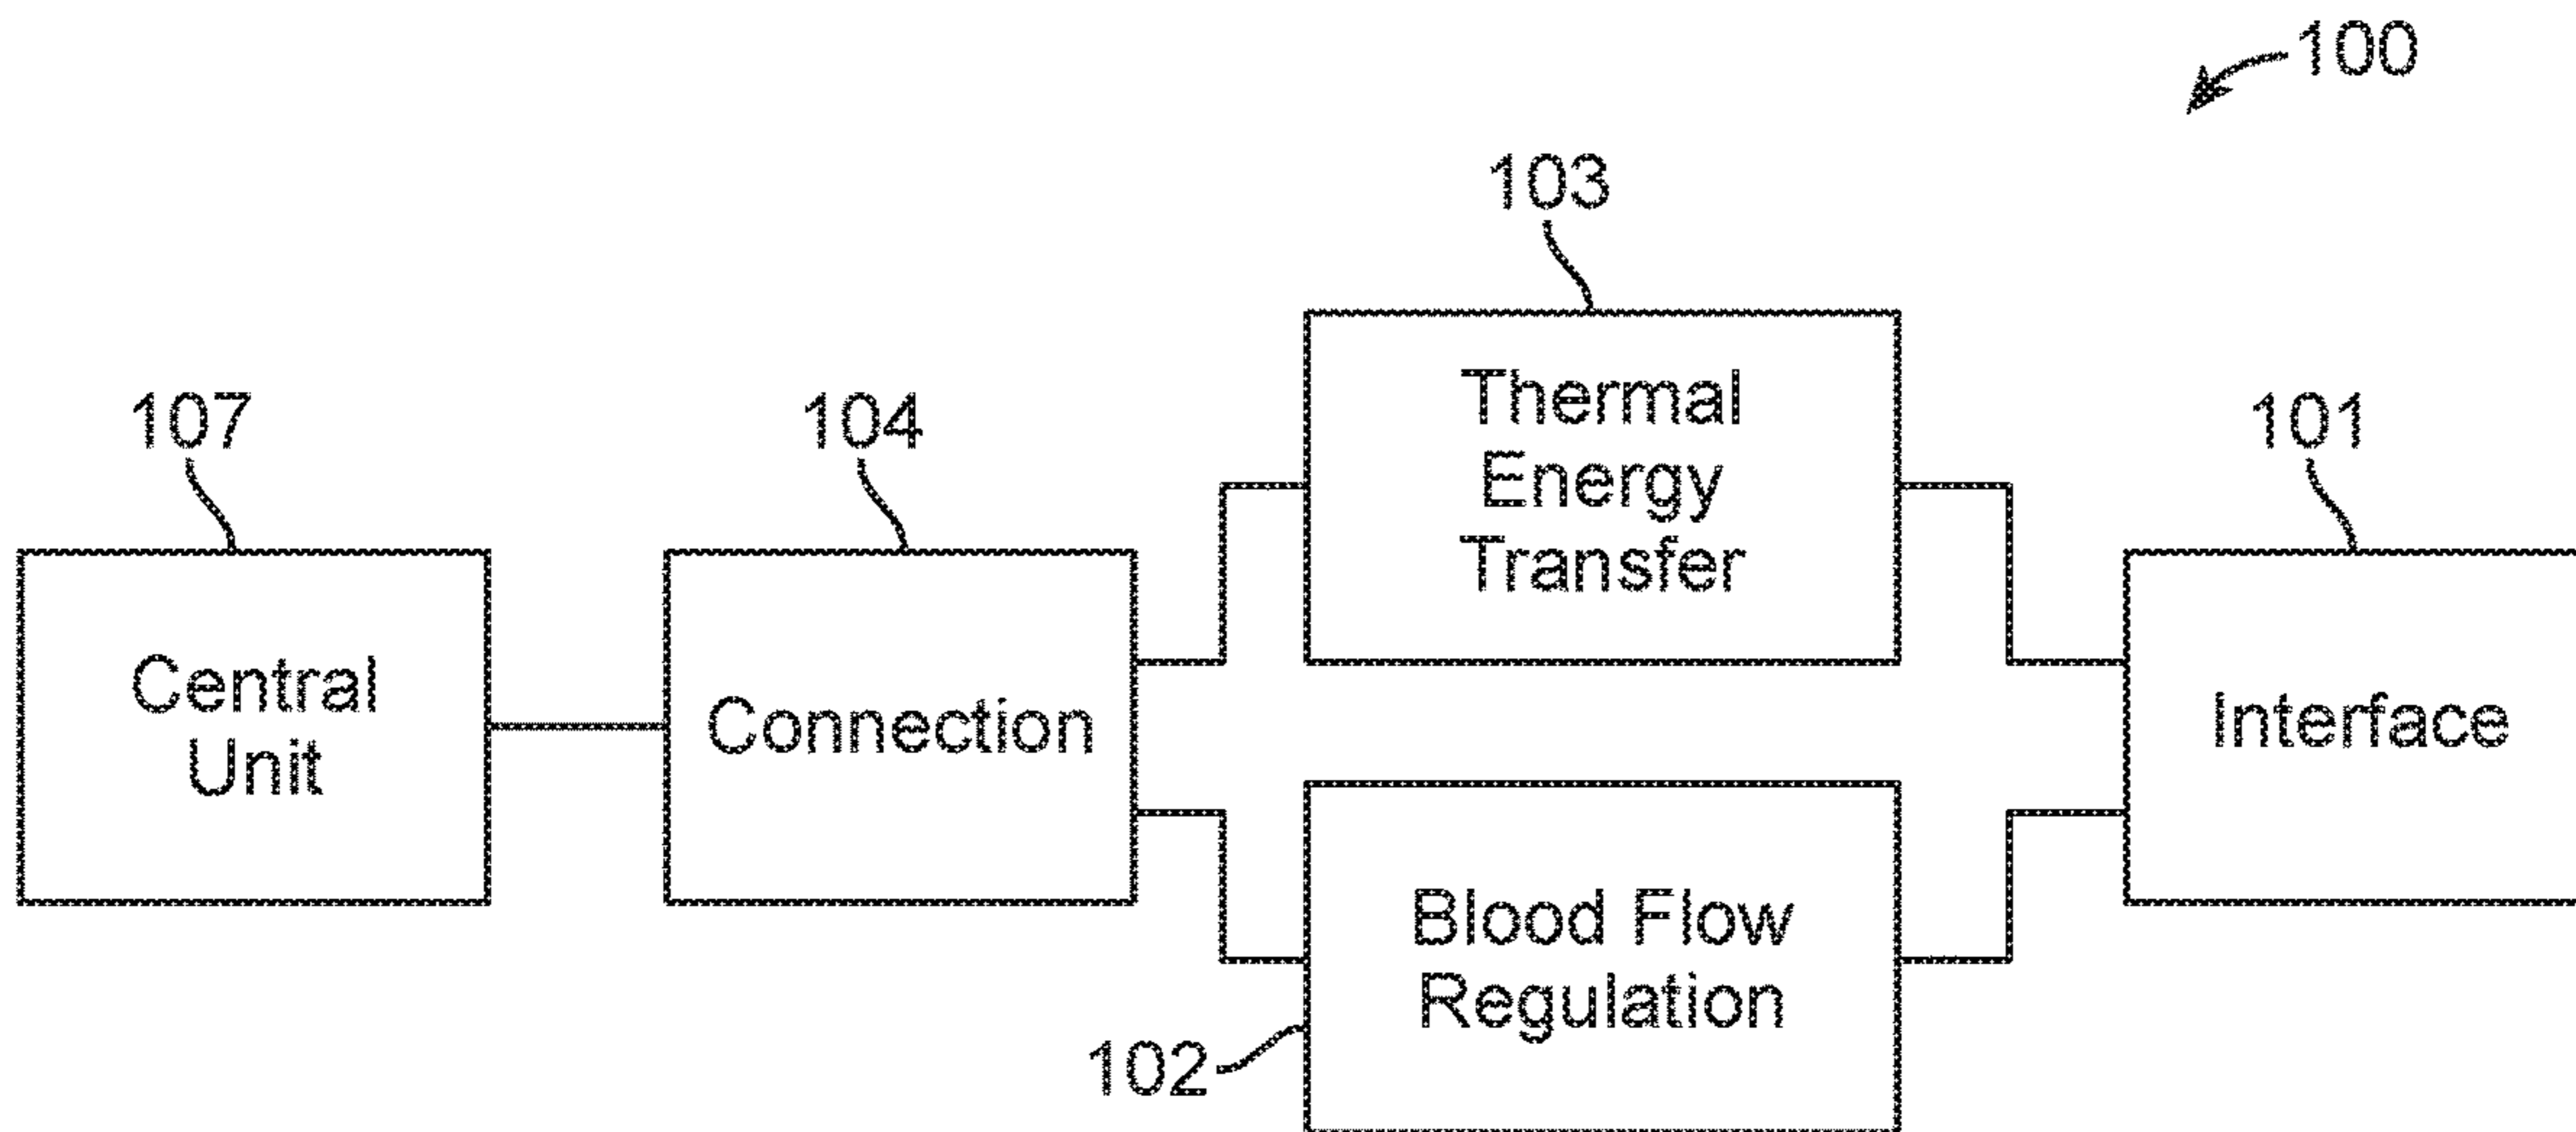 100
103
Thermal
Energy
Transfer
107
104
101
Central
Unit
Connection
Interface
Blood Flow
Regulation
102